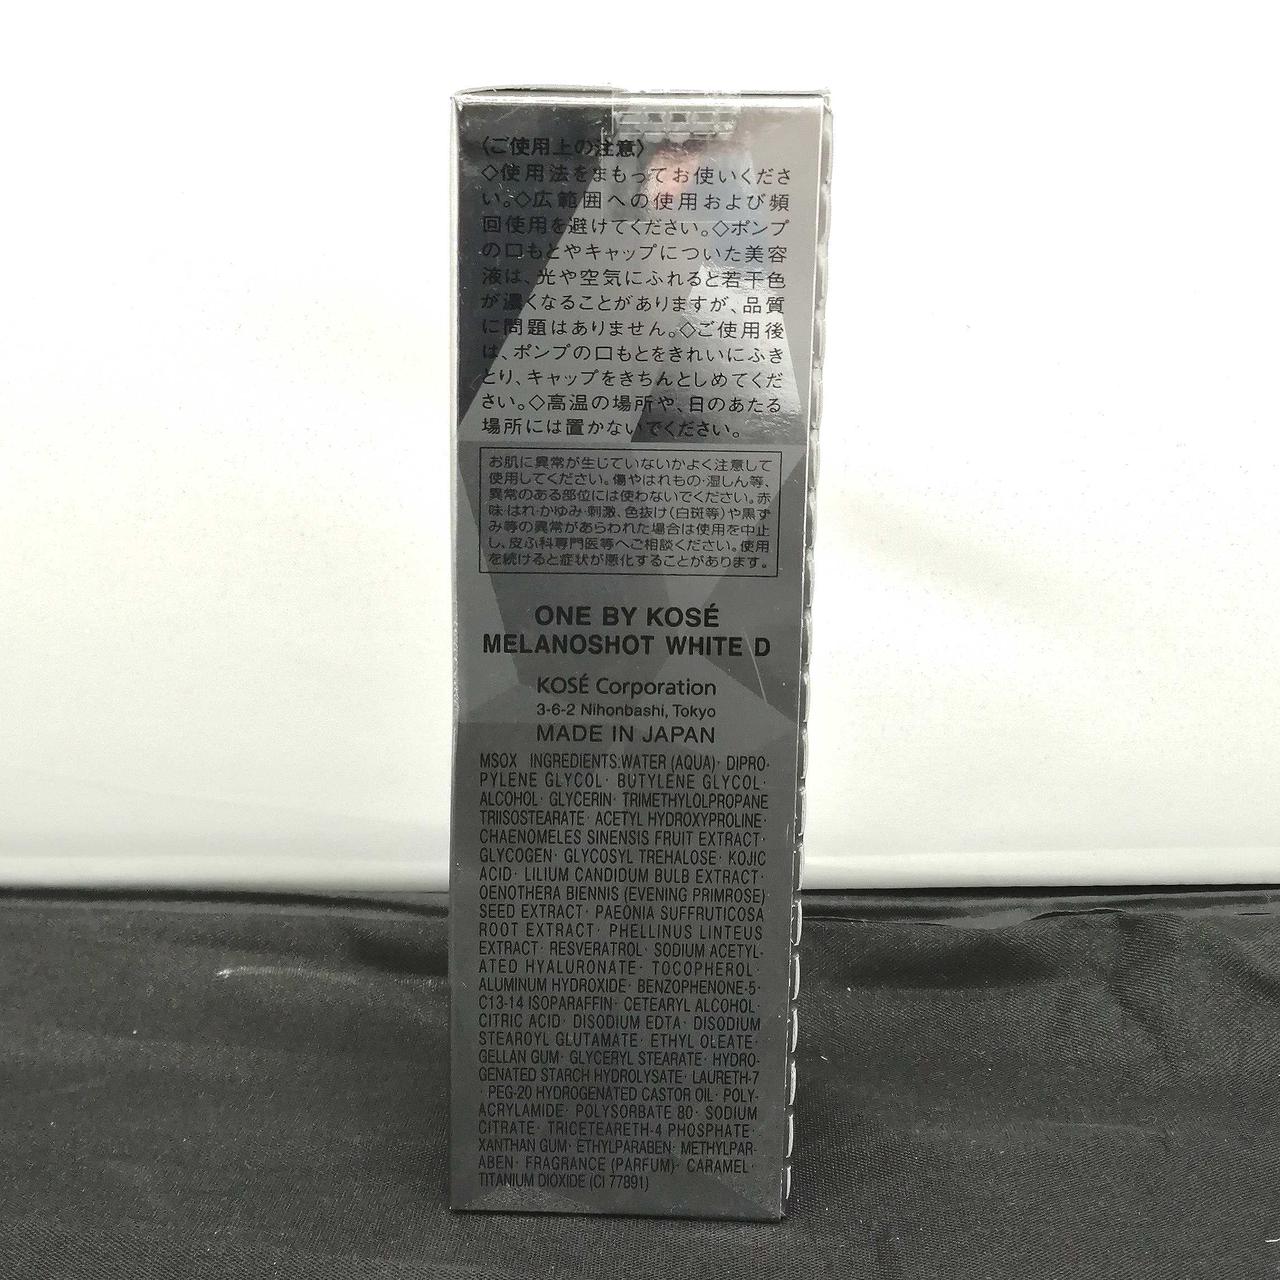 〈ご使用上の注意〉
◇使用法をまもってお使いくださ
い。◇広範囲への使用および頻
回使用を避けてください。◇ポンプ
の口もとやキャップについた美容
液は、光や空気にふれると若干色
が濃くなることがありますが、品質
に問題はありません。◇ご使用後
は、ポンプの口もとをきれいにふき
とり、キャップをきちんとしめてくだ
さい。◇高温の場所や、日のあたる
場所には置かないでください。
お肌に異常が生じていないかよく注意して
使用してください。傷やはれもの・湿しん等、
異常のある部位には使わないでください。赤
味・はれ・かゆみ・刺激、色抜け(白斑等)や黒ず
み等の異常があらわれた場合は使用を中止
し、皮ふ科専門医等へご相談ください。使用
を続けると症状が悪化することがあります。
ONE BY KOSÉ
MELANOSHOT WHITE D
KOSÉ Corporation
3-6-2 Nihonbashi, Tokyo
MADE IN JAPAN
MSOX INGREDIENTS:WATER (AQUA)· DIPRO-
PYLENE GLYCOL· BUTYLENE GLYCOL·
ALCOHOL· GLYCERIN· TRIMETHYLOLPROPANE
TRIISOSTEARATE· ACETYL HYDROXYPROLINE·
CHAENOMELES SINENSIS FRUIT EXTRACT·
GLYCOGEN· GLYCOSYL TREHALOSE· KOJIC
ACID· LILIUM CANDIDUM BULB EXTRACT·
OENOTHERA BIENNIS (EVENING PRIMROSE)
SEED EXTRACT· PAEONIA SUFFRUTICOSA
ROOT EXTRACT· PHELLINUS LINTEUS
EXTRACT· RESVERATROL· SODIUM ACETYL-
ATED HYALURONATE· TOCOPHEROL·
ALUMINUM HYDROXIDE· BENZOPHENONE-5·
C13-14 ISOPARAFFIN· CETEARYL ALCOHOL·
CITRIC ACID· DISODIUM EDTA· DISODIUM
STEAROYL GLUTAMATE· ETHYL OLEATE·
GELLAN GUM· GLYCERYL STEARATE· HYDRO-
GENATED STARCH HYDROLYSATE· LAURETH-7
· PEG-20 HYDROGENATED CASTOR OIL· POLY-
ACRYLAMIDE· POLYSORBATE 80· SODIUM
CITRATE· TRICETEARETH-4 PHOSPHATE·
XANTHAN GUM· ETHYLPARABEN· METHYLPAR-
ABEN· FRAGRANCE (PARFUM)· CARAMEL·
TITANIUM DIOXIDE (CI 77891)